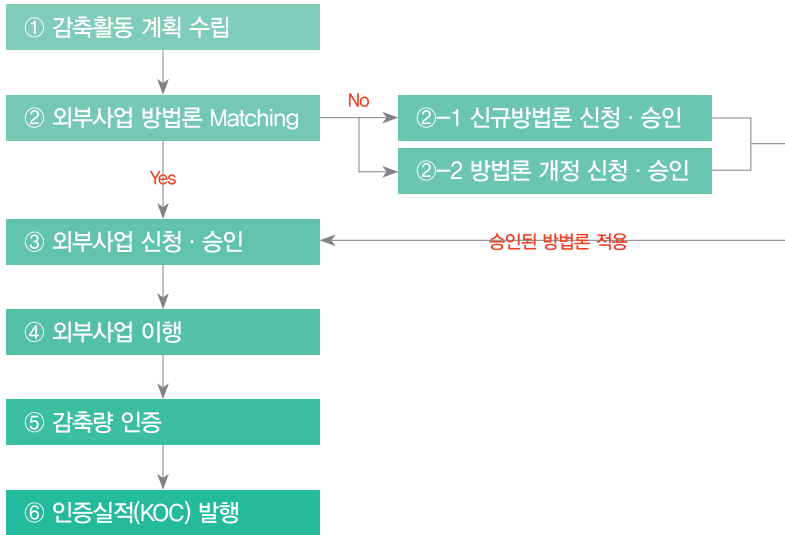 ① 감축활동 계획 수립
② 외부사업 방법론 Matching
No
②-1 신규방법론 신청 · 승인
②-2 방법론 개정 신청 · 승인
Yes
③ 외부사업 신청 · 승인
승인된 방법론 적용
④ 외부사업 이행
⑤ 감축량 인증
⑥ 인증실적(KOC) 발행